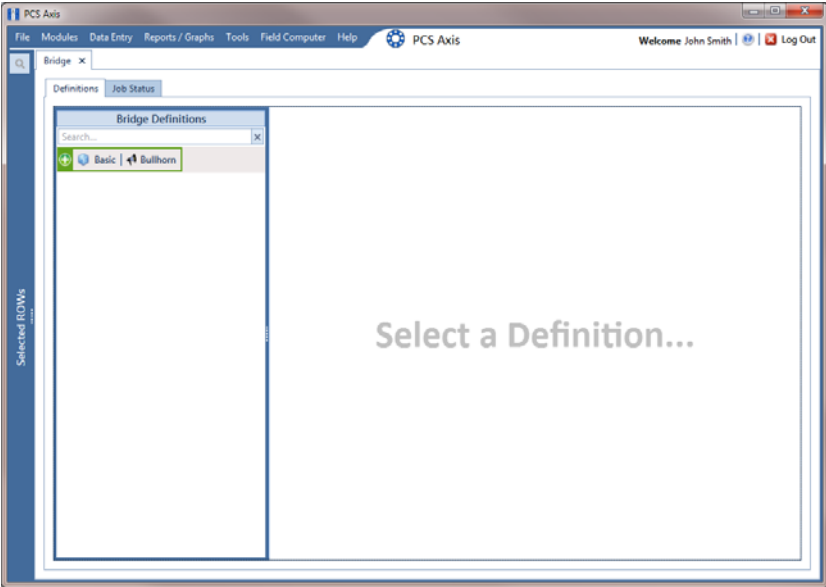 PCS Axis
File Modules Data Entry Reports / Graphs Tools Field Computer Help PCS Axis Welcome John Smith | | Log Out
Bridge ×
Definitions Job Status
Bridge Definitions
Search...
Basic | Bullhorn
Selected ROWs
Select a Definition...